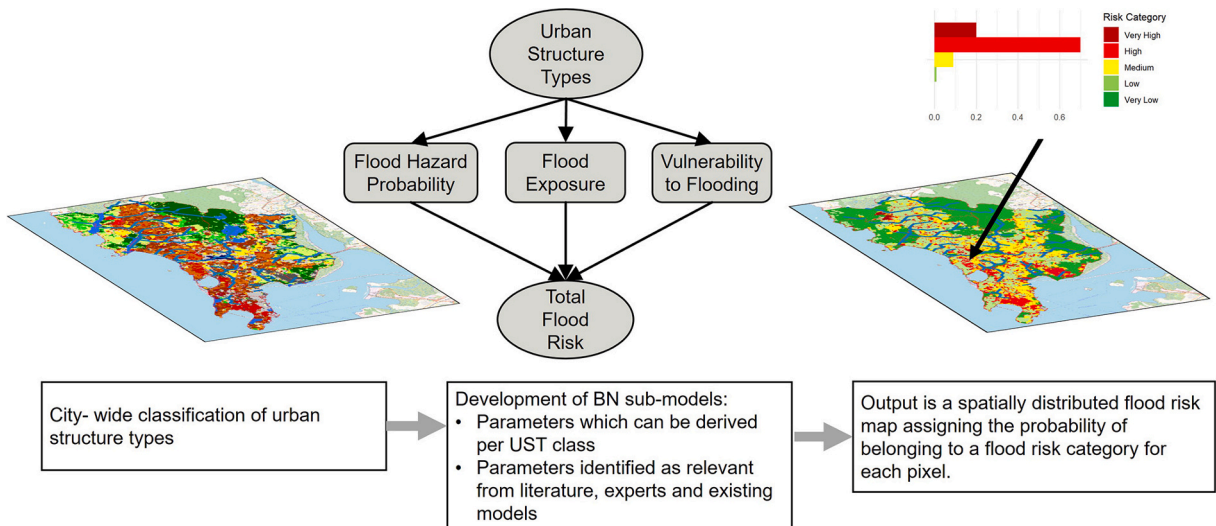 Urban
Structure
Types
Flood Hazard
Probability
Flood
Exposure
Vulnerability
to Flooding
Total
Flood
Risk
Risk Category
Very High
High
Medium
Low
Very Low
0.0 0.2 0.4 0.6
City- wide classification of urban
structure types
Development of BN sub-models:
• Parameters which can be derived
per UST class
• Parameters identified as relevant
from literature, experts and existing
models
Output is a spatially distributed flood risk
map assigning the probability of
belonging to a flood risk category for
each pixel.